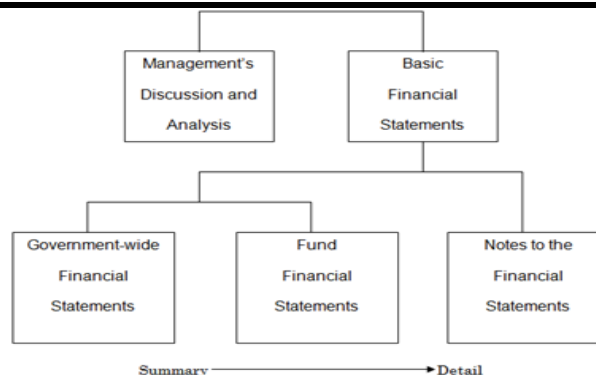 Management's
Discussion and
Analysis
Basic
Financial
Statements
Government-wide
Financial
Statements
Fund
Financial
Statements
Notes to the
Financial
Statements
Summary
Detail